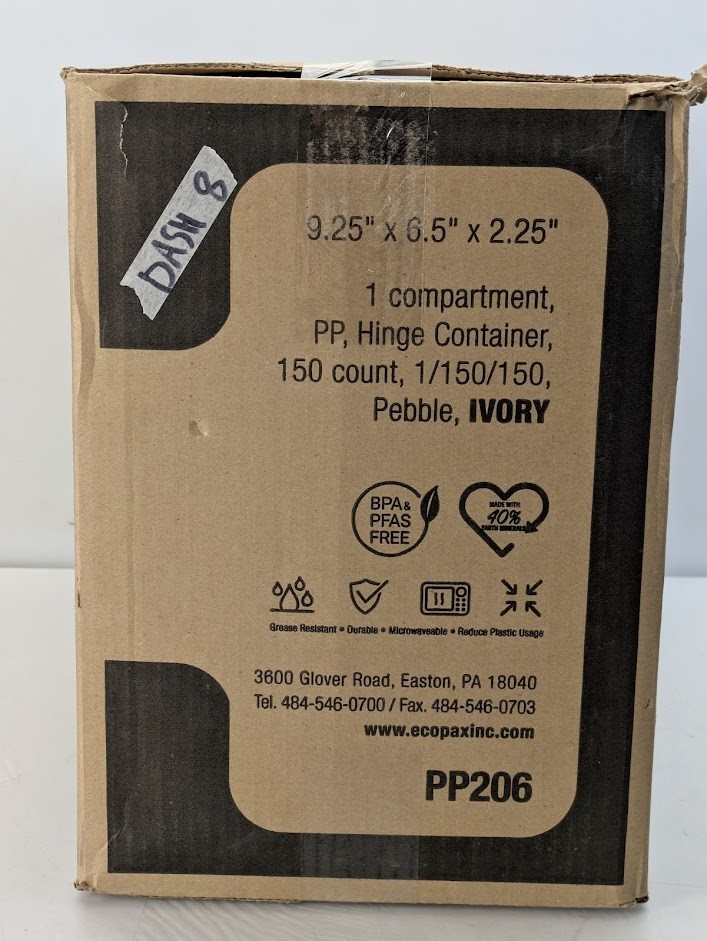 DASH 8
9.25" x 6.5" x 2.25"
1 compartment,
PP, Hinge Container,
150 count, 1/150/150,
Pebble, IVORY
BPA &
PFAS
FREE
MADE WITH
40%
EARTH MINERALS
Grease Resistant • Durable • Microwaveable • Reduce Plastic Usage
3600 Glover Road, Easton, PA 18040
Tel. 484-546-0700 / Fax. 484-546-0703
www.ecopaxinc.com
PP206